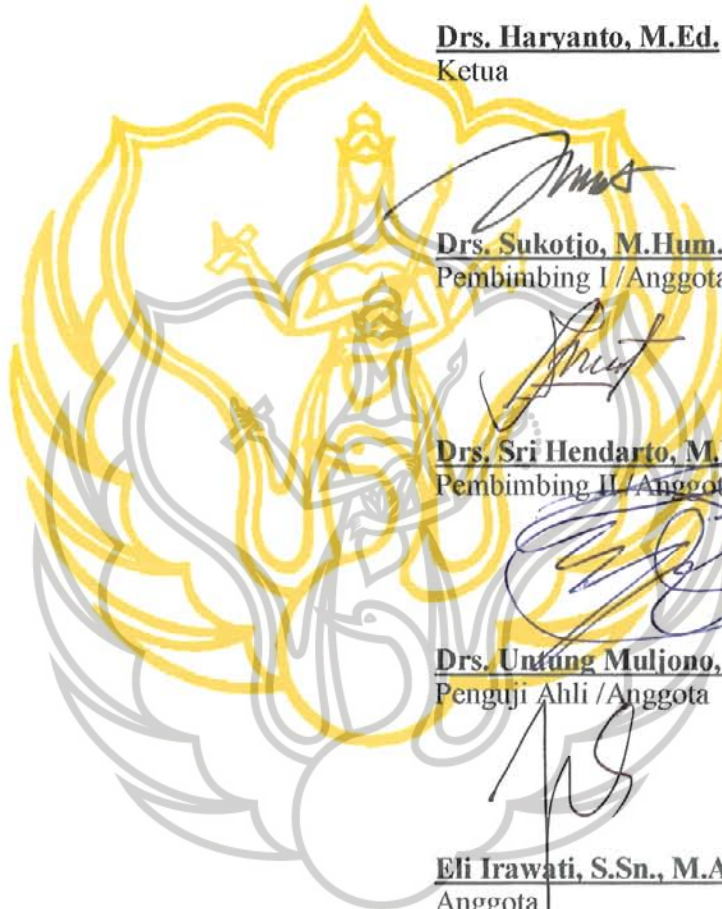 Drs. Haryanto, M.Ed.
Ketua
Drs. Sukotjo, M.Hum.
Pembimbing I /Anggota
Drs. Sri Hendarto, M.
Pembimbing II /Anggota
Drs. Untung Muljono,
Penguji Ahli /Anggota
Eli Irawati, S.Sn., M.A
Anggota